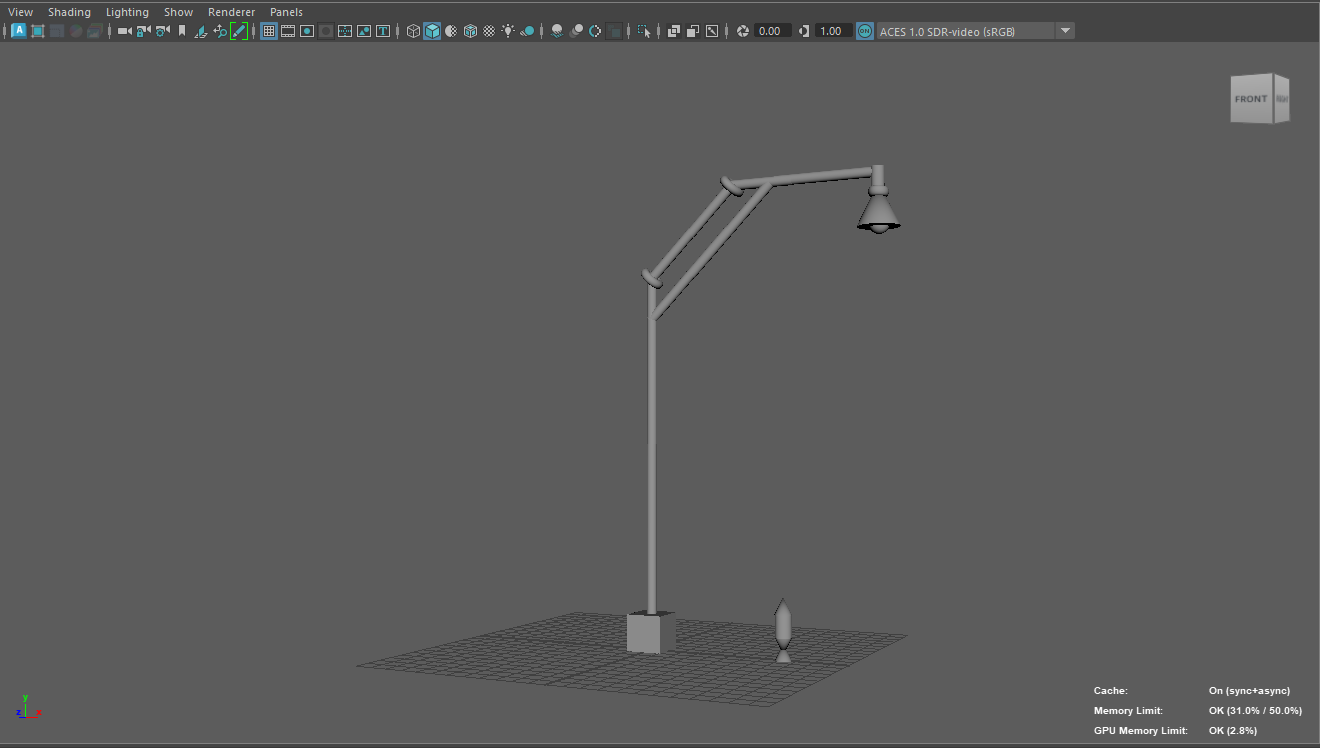 View Shading Lighting Show Renderer Panels
0.00 1.00 ON ACES 1.0 SDR-video (sRGB)
FRONT
y
z x
Cache: On (sync+async)
Memory Limit: OK (31.0% / 50.0%)
GPU Memory Limit: OK (2.8%)